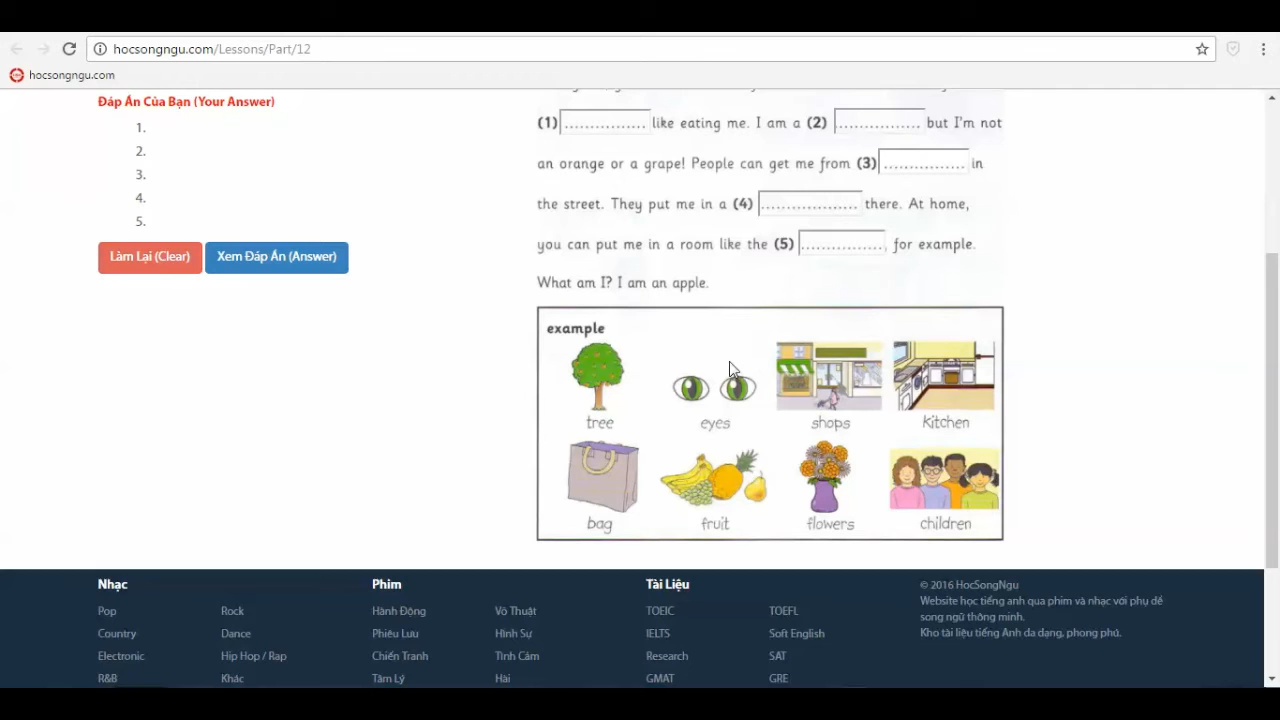 hocsongngu.com/Lessons/Part/12
hocsongngu.com
Đáp Án Của Bạn (Your Answer)
1.
2.
3.
4.
5.
Làm Lại (Clear) Xem Đáp Án (Answer)
(1) ................ like eating me. I am a (2) ................ but I'm not
an orange or a grape! People can get me from (3) ................ in
the street. They put me in a (4) .................. there. At home,
you can put me in a room like the (5) ................, for example.
What am I? I am an apple.
example
tree eyes shops kitchen
bag fruit flowers children
Nhạc Phim Tài Liệu © 2016 HocSongNgu
Website học tiếng anh qua phim và nhạc với phụ đề
Pop Rock Hành Động Võ Thuật TOEIC TOEFL song ngữ thông minh.
Country Dance Phiêu Lưu Hình Sự IELTS Soft English Kho tài liệu tiếng Anh đa dạng, phong phú.
Electronic Hip Hop / Rap Chiến Tranh Tình Cảm Research SAT
R&B Khác Tâm Lý Hài GMAT GRE